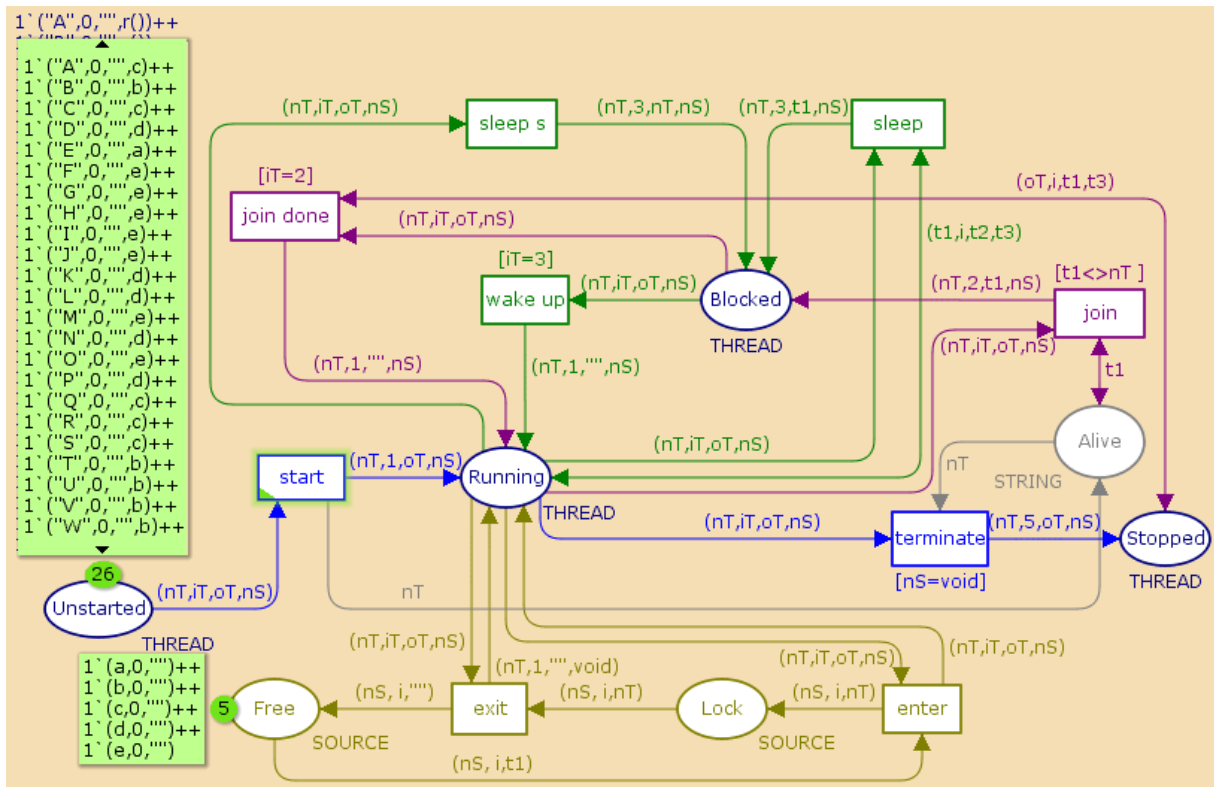 1`("A",0,"",r())++
1`("A",0,"",c)++
1`("B",0,"",b)++
1`("C",0,"",c)++
1`("D",0,"",d)++
1`("E",0,"",a)++
1`("F",0,"",e)++
1`("G",0,"",e)++
1`("H",0,"",e)++
1`("I",0,"",e)++
1`("J",0,"",e)++
1`("K",0,"",d)++
1`("L",0,"",d)++
1`("M",0,"",e)++
1`("N",0,"",d)++
1`("O",0,"",e)++
1`("P",0,"",d)++
1`("Q",0,"",c)++
1`("R",0,"",c)++
1`("S",0,"",c)++
1`("T",0,"",b)++
1`("U",0,"",b)++
1`("V",0,"",b)++
1`("W",0,"",b)++
26
Unstarted
THREAD
(nT,iT,oT,nS)
(nT,iT,oT,nS)
sleep s
(nT,3,nT,nS)
(nT,3,t1,nS)
sleep
[iT=2]
join done
(oT,i,t1,t3)
(nT,iT,oT,nS)
(t1,i,t2,t3)
[iT=3]
wake up
(nT,iT,oT,nS)
Blocked
THREAD
(nT,2,t1,nS)
[t1<>nT ]
join
(nT,iT,oT,nS)
t1
(nT,1,"",nS)
(nT,1,"",nS)
(nT,iT,oT,nS)
Alive
STRING
nT
start
(nT,1,oT,nS)
Running
THREAD
(nT,iT,oT,nS)
terminate
[nS=void]
(nT,5,oT,nS)
Stopped
THREAD
nT
(nT,iT,oT,nS)
(nT,1,"",void)
(nT,iT,oT,nS)
(nT,iT,oT,nS)
1`(a,0,"")++
1`(b,0,"")++
1`(c,0,"")++
1`(d,0,"")++
1`(e,0,"")
5
Free
SOURCE
(nS, i,"")
exit
(nS, i,nT)
Lock
SOURCE
(nS, i,nT)
enter
(nS, i,t1)